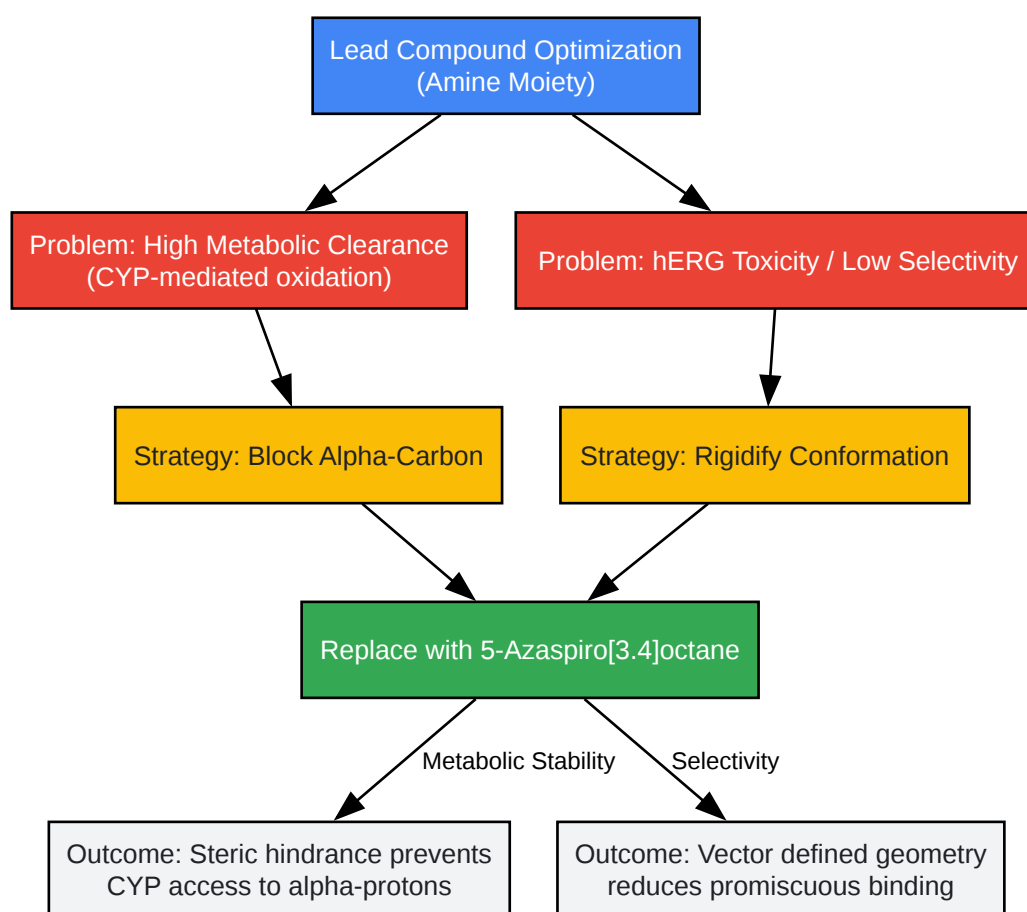 Lead Compound Optimization
(Amine Moiety)
Problem: High Metabolic Clearance
(CYP-mediated oxidation)
Problem: hERG Toxicity / Low Selectivity
Strategy: Block Alpha-Carbon
Strategy: Rigidify Conformation
Replace with 5-Azaspiro[3.4]octane
Metabolic Stability
Selectivity
Outcome: Steric hindrance prevents
CYP access to alpha-protons
Outcome: Vector defined geometry
reduces promiscuous binding